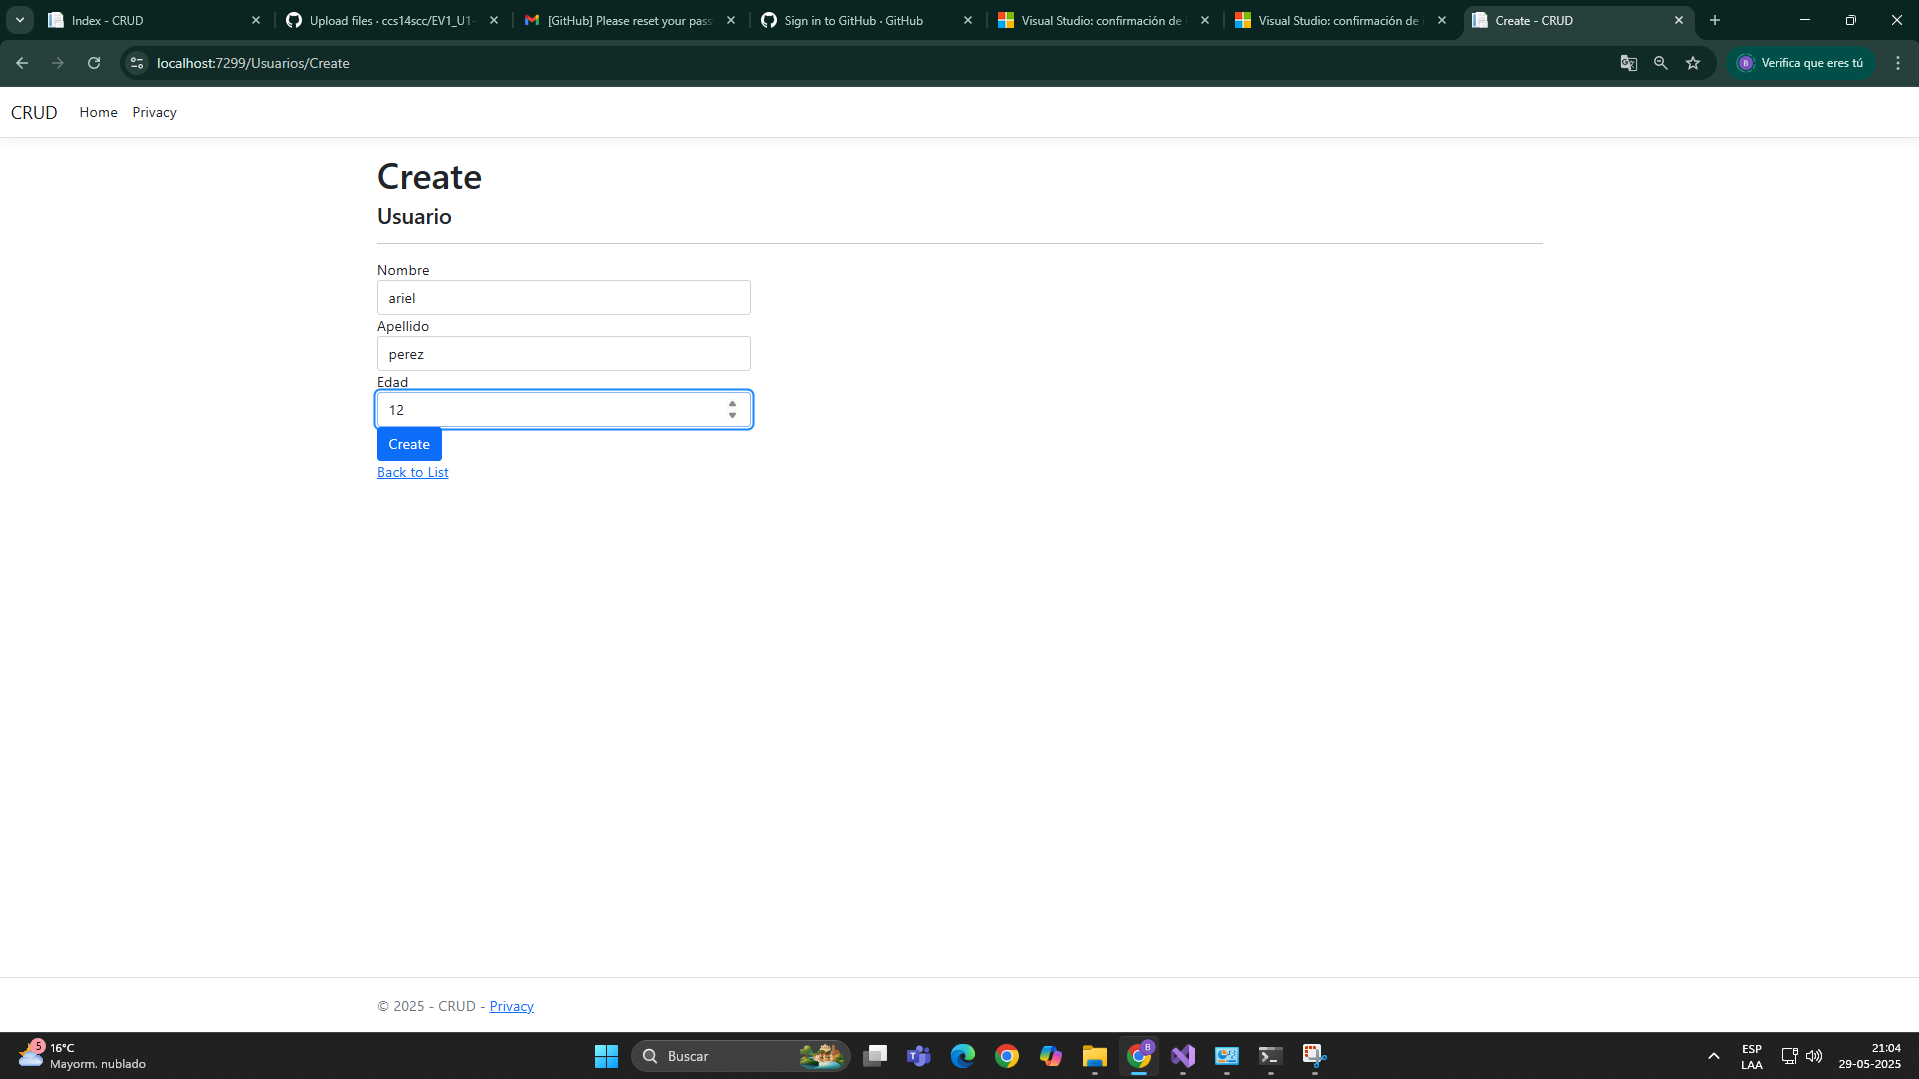 Index - CRUD
Upload files · ccs14scc/EV1_U1-
[GitHub] Please reset your pass
Sign in to GitHub · GitHub
Visual Studio: confirmación de
Visual Studio: confirmación de
Create - CRUD
localhost:7299/Usuarios/Create
B
Verifica que eres tú
CRUD
Home
Privacy
Create
Usuario
Nombre
ariel
Apellido
perez
Edad
12
Create
Back to List
© 2025 - CRUD - Privacy
5
16°C
Mayorm. nublado
Buscar
B
ESP
LAA
21:04
29-05-2025